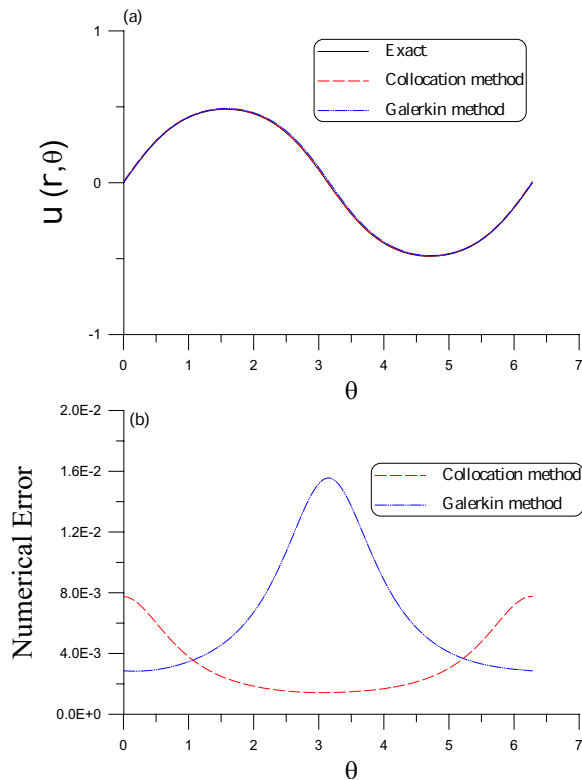 (a)
1
0
-1
u (r,θ)
Exact
Collocation method
Galerkin method
0 1 2 3 4 5 6 7
θ
(b)
2.0E-2
1.6E-2
1.2E-2
8.0E-3
4.0E-3
0.0E+0
Numerical Error
Collocation method
Galerkin method
0 1 2 3 4 5 6 7
θ